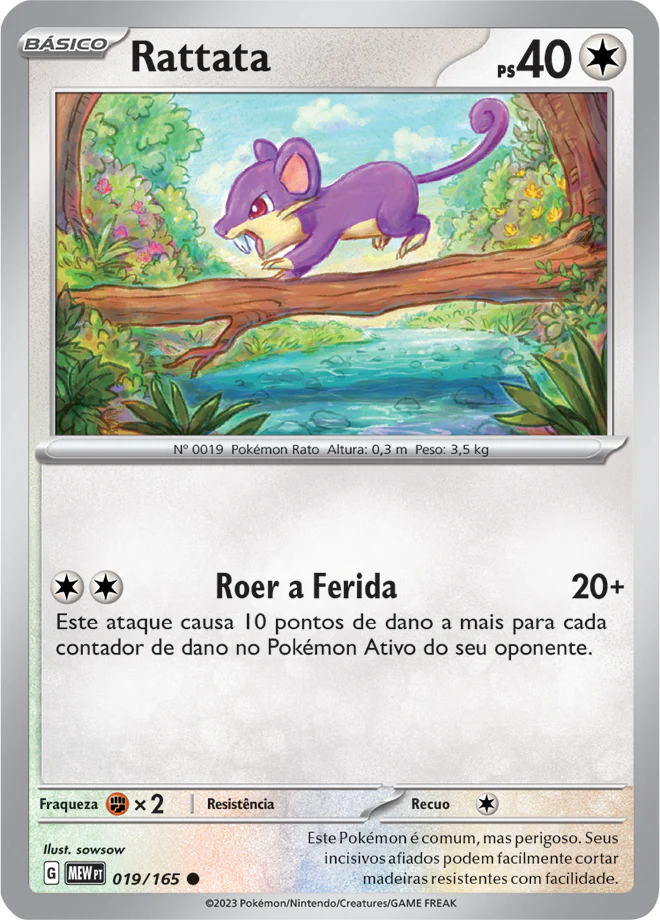 BÁSICO
Rattata
PS 40
Nº 0019 Pokémon Rato Altura: 0,3 m Peso: 3,5 kg
Roer a Ferida 20+
Este ataque causa 10 pontos de dano a mais para cada
contador de dano no Pokémon Ativo do seu oponente.
Fraqueza ×2 Resistência Recuo
Ilust. sowsow
G MEW PT 019/165
Este Pokémon é comum, mas perigoso. Seus
incisivos afiados podem facilmente cortar
madeiras resistentes com facilidade.
©2023 Pokémon/Nintendo/Creatures/GAME FREAK